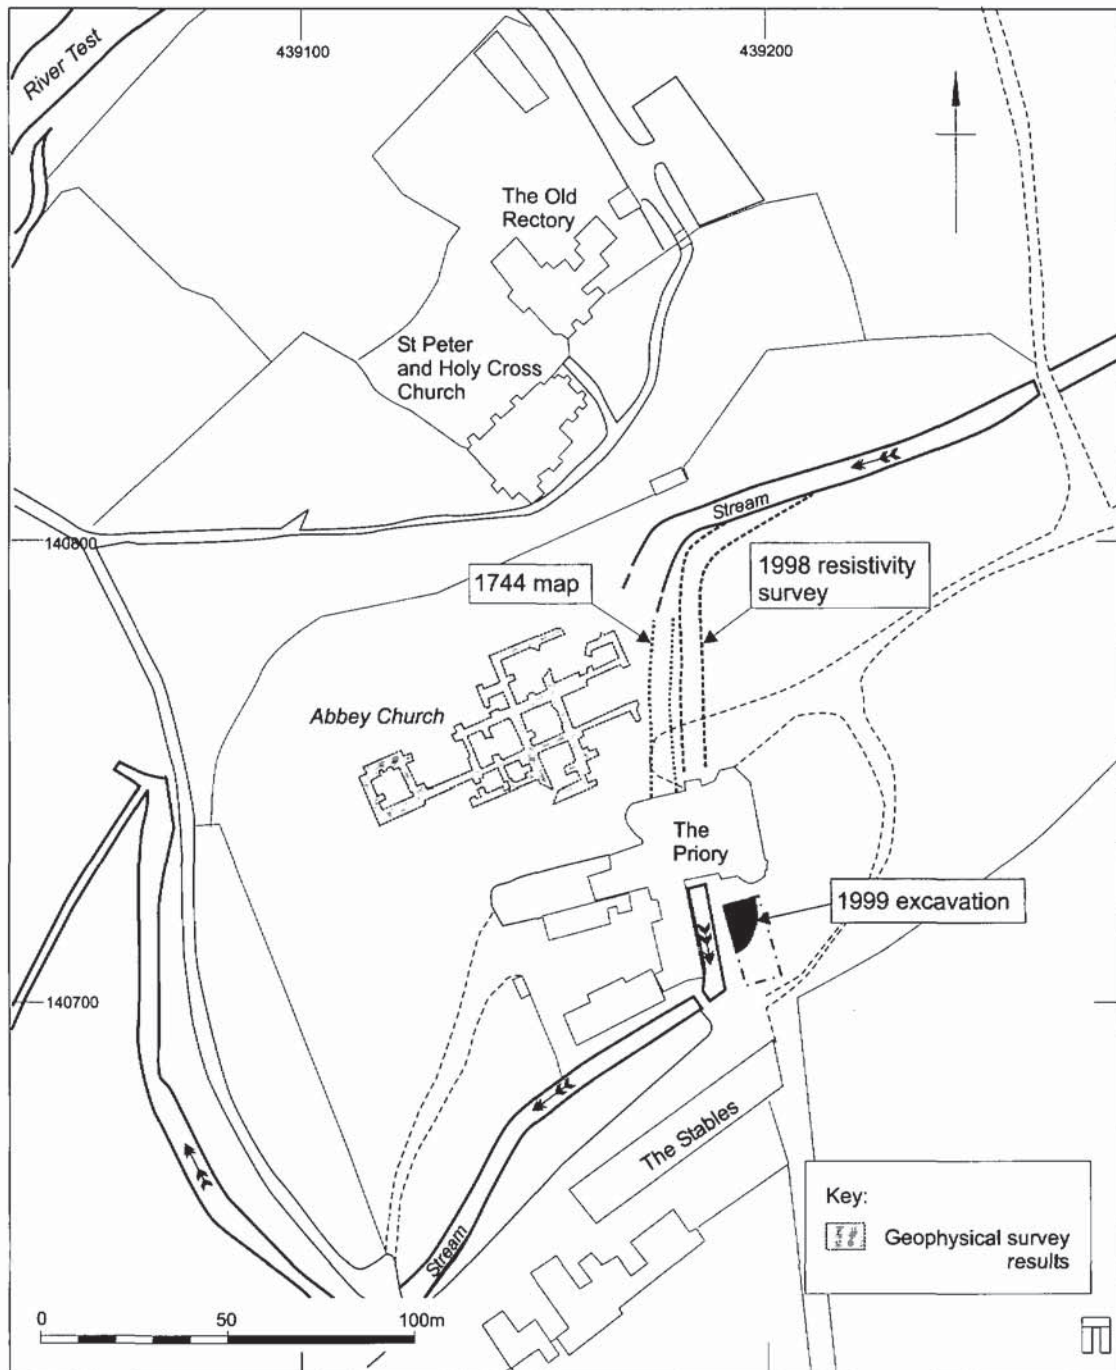 439100
439200
River Test
The Old
Rectory
St Peter
and Holy Cross
Church
Stream
140800
1744 map
1998 resistivity
survey
Abbey Church
The
Priory
1999 excavation
140700
The Stables
Stream
Key:
Geophysical survey
results
0 50 100m